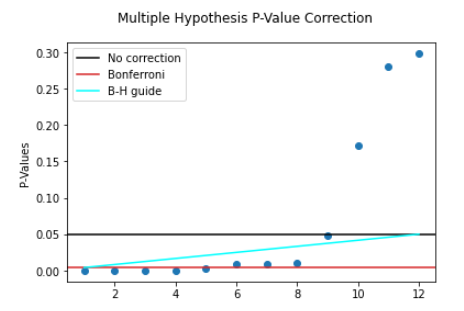 Multiple Hypothesis P-Value Correction
No correction
Bonferroni
B-H guide
P-Values
0.30
0.25
0.20
0.15
0.10
0.05
0.00
2 4 6 8 10 12